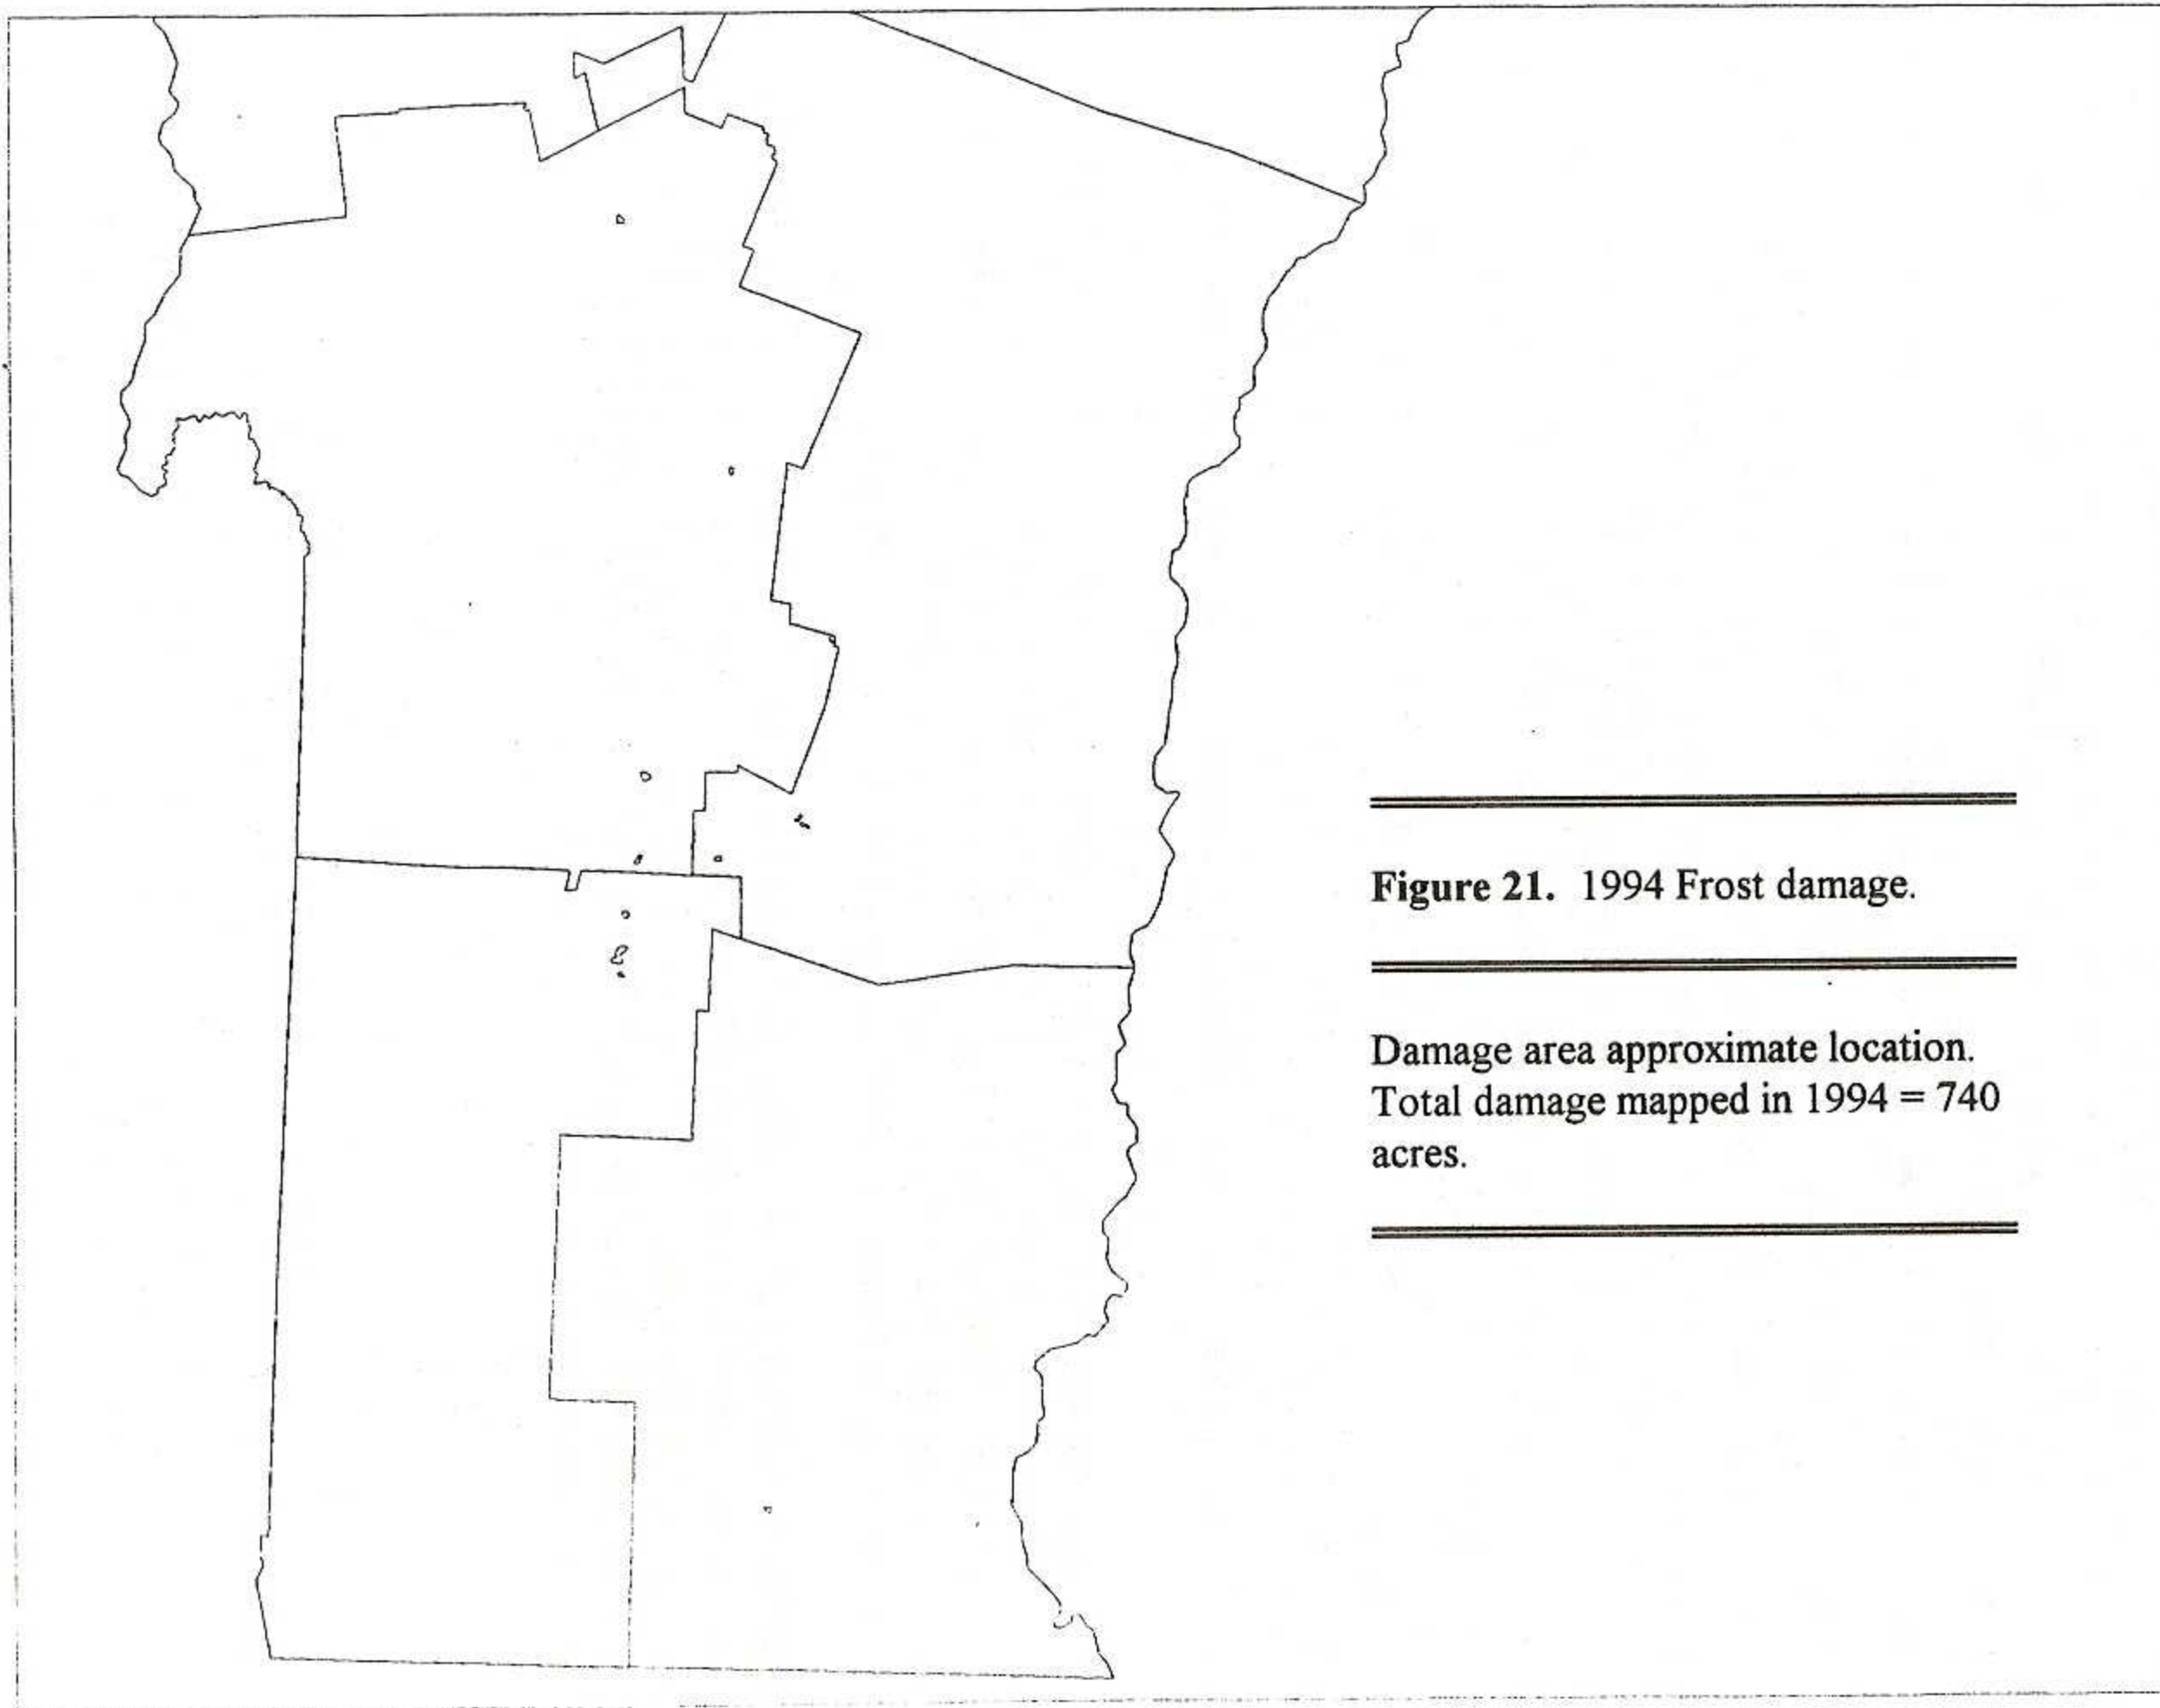 Figure 21. 1994 Frost damage.
Damage area approximate location.
Total damage mapped in 1994 = 740
acres.